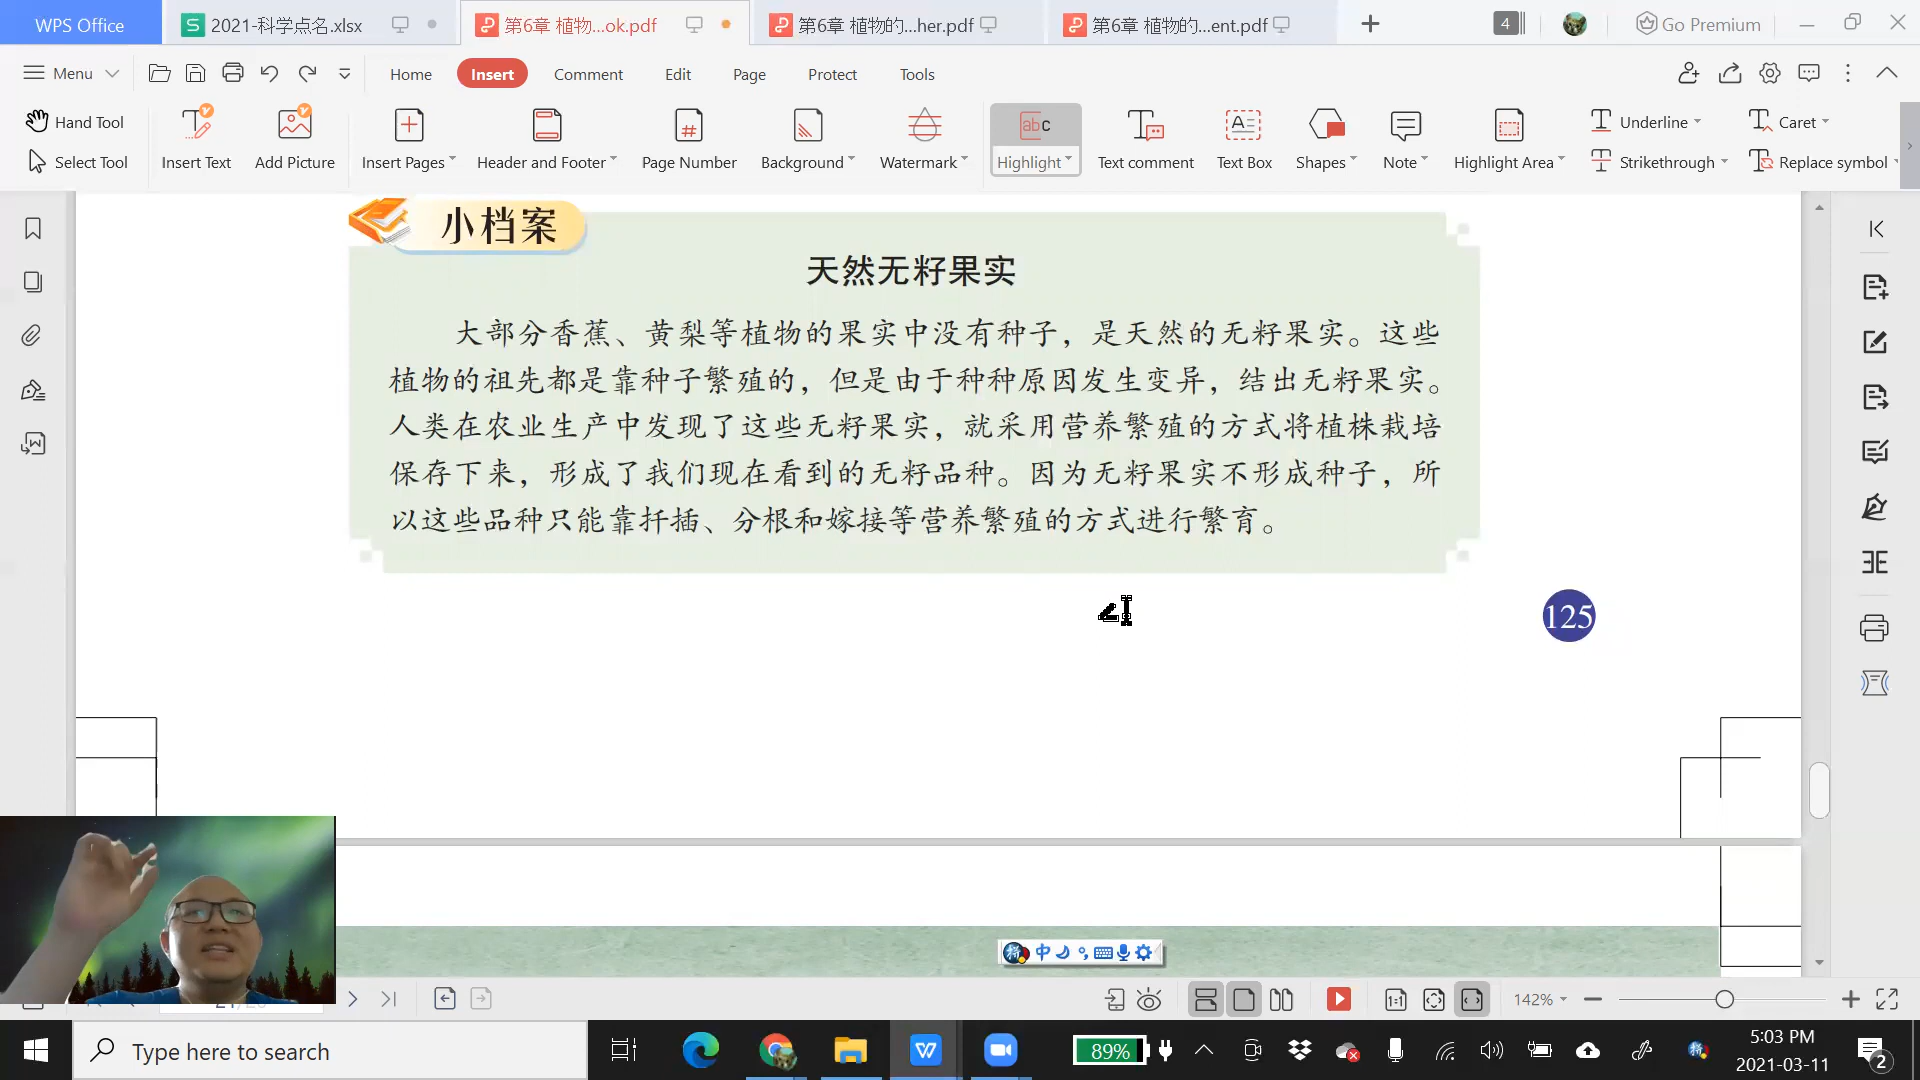 WPS Office
2021-科学点名.xlsx
第6章 植物...ok.pdf
第6章 植物的...her.pdf
第6章 植物的...ent.pdf
4
Go Premium
Menu
Home
Insert
Comment
Edit
Page
Protect
Tools
Hand Tool
Select Tool
Insert Text
Add Picture
Insert Pages
Header and Footer
Page Number
Background
Watermark
Highlight
Text comment
Text Box
Shapes
Note
Highlight Area
Underline
Caret
Strikethrough
Replace symbol
小档案
天然无籽果实
大部分香蕉、黄梨等植物的果实中没有种子，是天然的无籽果实。这些
植物的祖先都是靠种子繁殖的，但是由于种种原因发生变异，结出无籽果实。
人类在农业生产中发现了这些无籽果实，就采用营养繁殖的方式将植株栽培
保存下来，形成了我们现在看到的无籽品种。因为无籽果实不形成种子，所
以这些品种只能靠扦插、分根和嫁接等营养繁殖的方式进行繁育。
125
中
142%
Type here to search
89%
5:03 PM
2021-03-11
2